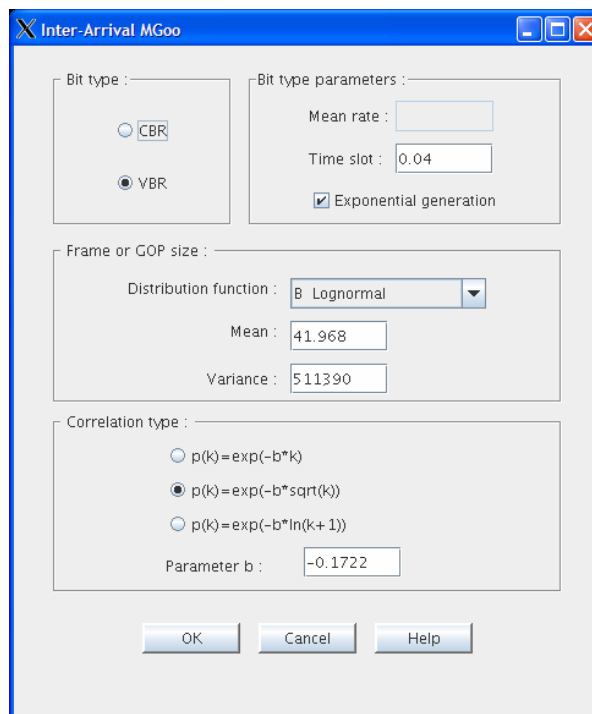 Inter-Arrival MGoo
Bit type :
CBR
VBR
Bit type parameters :
Mean rate :
Time slot : 0.04
Exponential generation
Frame or GOP size :
Distribution function : B Lognormal
Mean : 41.968
Variance : 511390
Correlation type :
p(k)=exp(-b*k)
p(k)=exp(-b*sqrt(k))
p(k)=exp(-b*ln(k+1))
Parameter b : -0.1722
OK Cancel Help